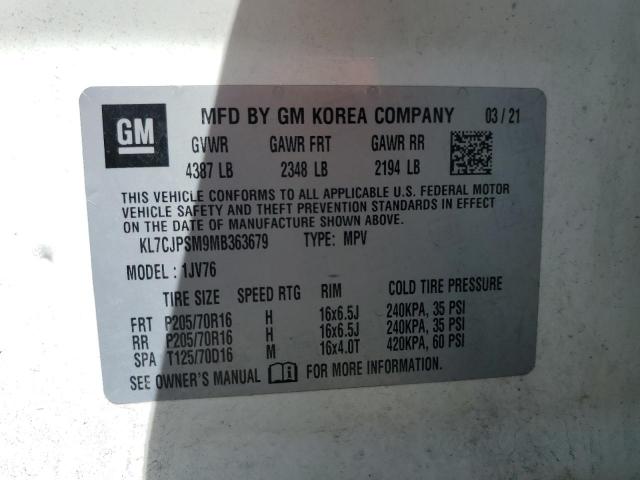 GM
MFD BY GM KOREA COMPANY 03 / 21
GVWR GAWR FRT GAWR RR
4387 LB 2348 LB 2194 LB
THIS VEHICLE CONFORMS TO ALL APPLICABLE U.S. FEDERAL MOTOR
VEHICLE SAFETY AND THEFT PREVENTION STANDARDS IN EFFECT
ON THE DATE OF MANUFACTURE SHOWN ABOVE.
KL7CJPSM9MB363679 TYPE: MPV
MODEL : 1JV76
TIRE SIZE SPEED RTG RIM COLD TIRE PRESSURE
FRT P205/70R16 H 16x6.5J 240KPA, 35 PSI
RR P205/70R16 H 16x6.5J 240KPA, 35 PSI
SPA T125/70D16 M 16x4.0T 420KPA, 60 PSI
SEE OWNER'S MANUAL FOR MORE INFORMATION.